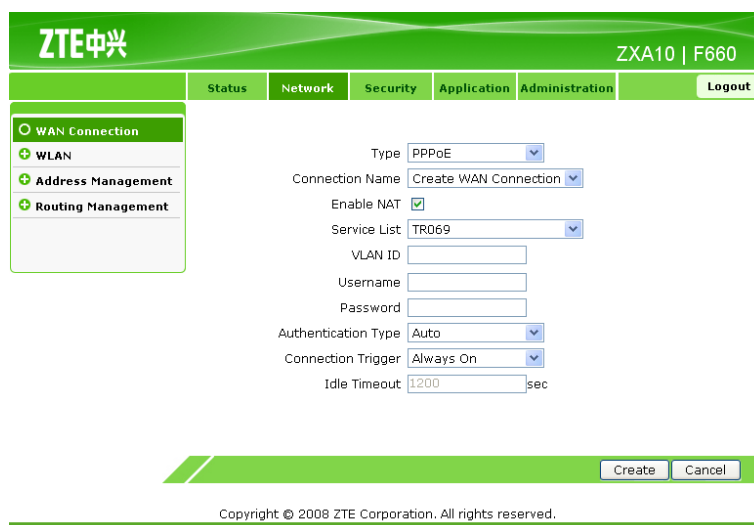 ZTE中兴
ZXA10 | F660
Status Network Security Application Administration Logout
WAN Connection
WLAN
Address Management
Routing Management
Type PPPoE
Connection Name Create WAN Connection
Enable NAT
Service List TR069
VLAN ID
Username
Password
Authentication Type Auto
Connection Trigger Always On
Idle Timeout 1200 sec
Create Cancel
Copyright © 2008 ZTE Corporation. All rights reserved.